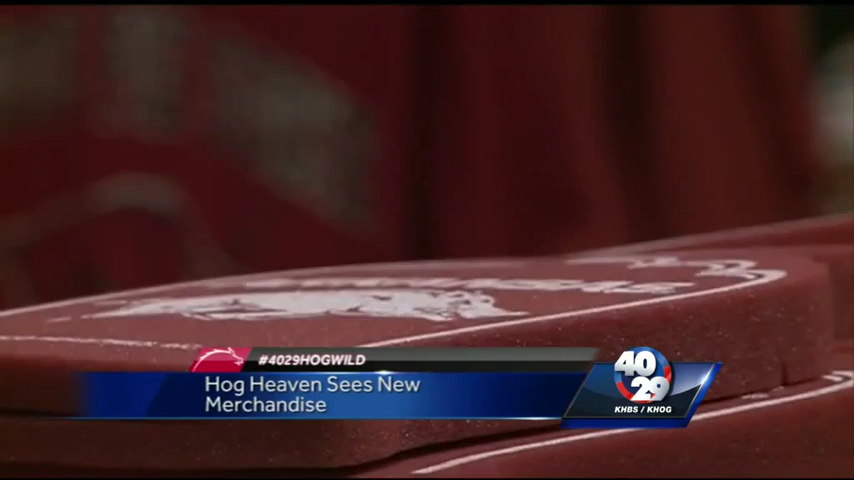 #4029HOGWILD
Hog Heaven Sees New
Merchandise
40
29
KHBS / KHOG